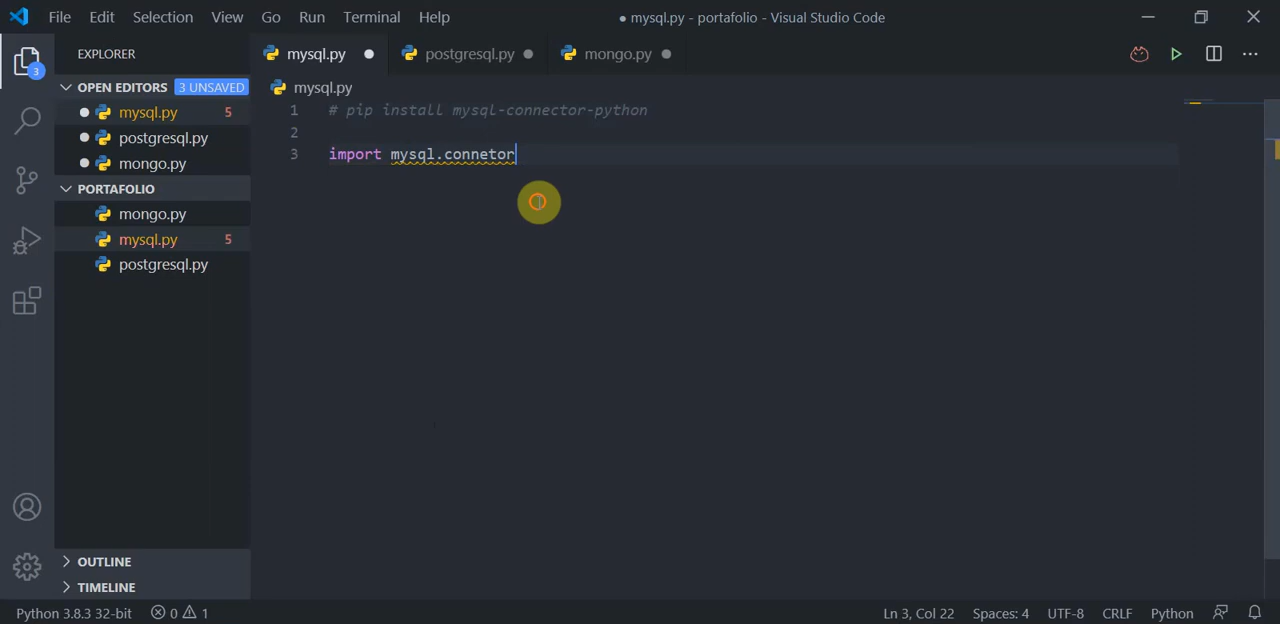 File Edit Selection View Go Run Terminal Help
● mysql.py - portafolio - Visual Studio Code
EXPLORER
mysql.py
postgresql.py
mongo.py
3
OPEN EDITORS 3 UNSAVED
mysql.py 5
postgresql.py
mongo.py
PORTAFOLIO
mongo.py
mysql.py 5
postgresql.py
OUTLINE
TIMELINE
mysql.py
1 # pip install mysql-connector-python
2
3 import mysql.connetor
Python 3.8.3 32-bit 0 1
Ln 3, Col 22 Spaces: 4 UTF-8 CRLF Python